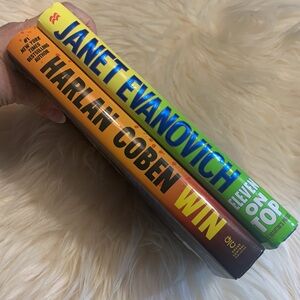 JANET EVANOVICH
ELEVEN
ON
TOP
#1
NEW YORK
TIMES
BESTSELLING
AUTHOR
HARLAN COBEN
WIN